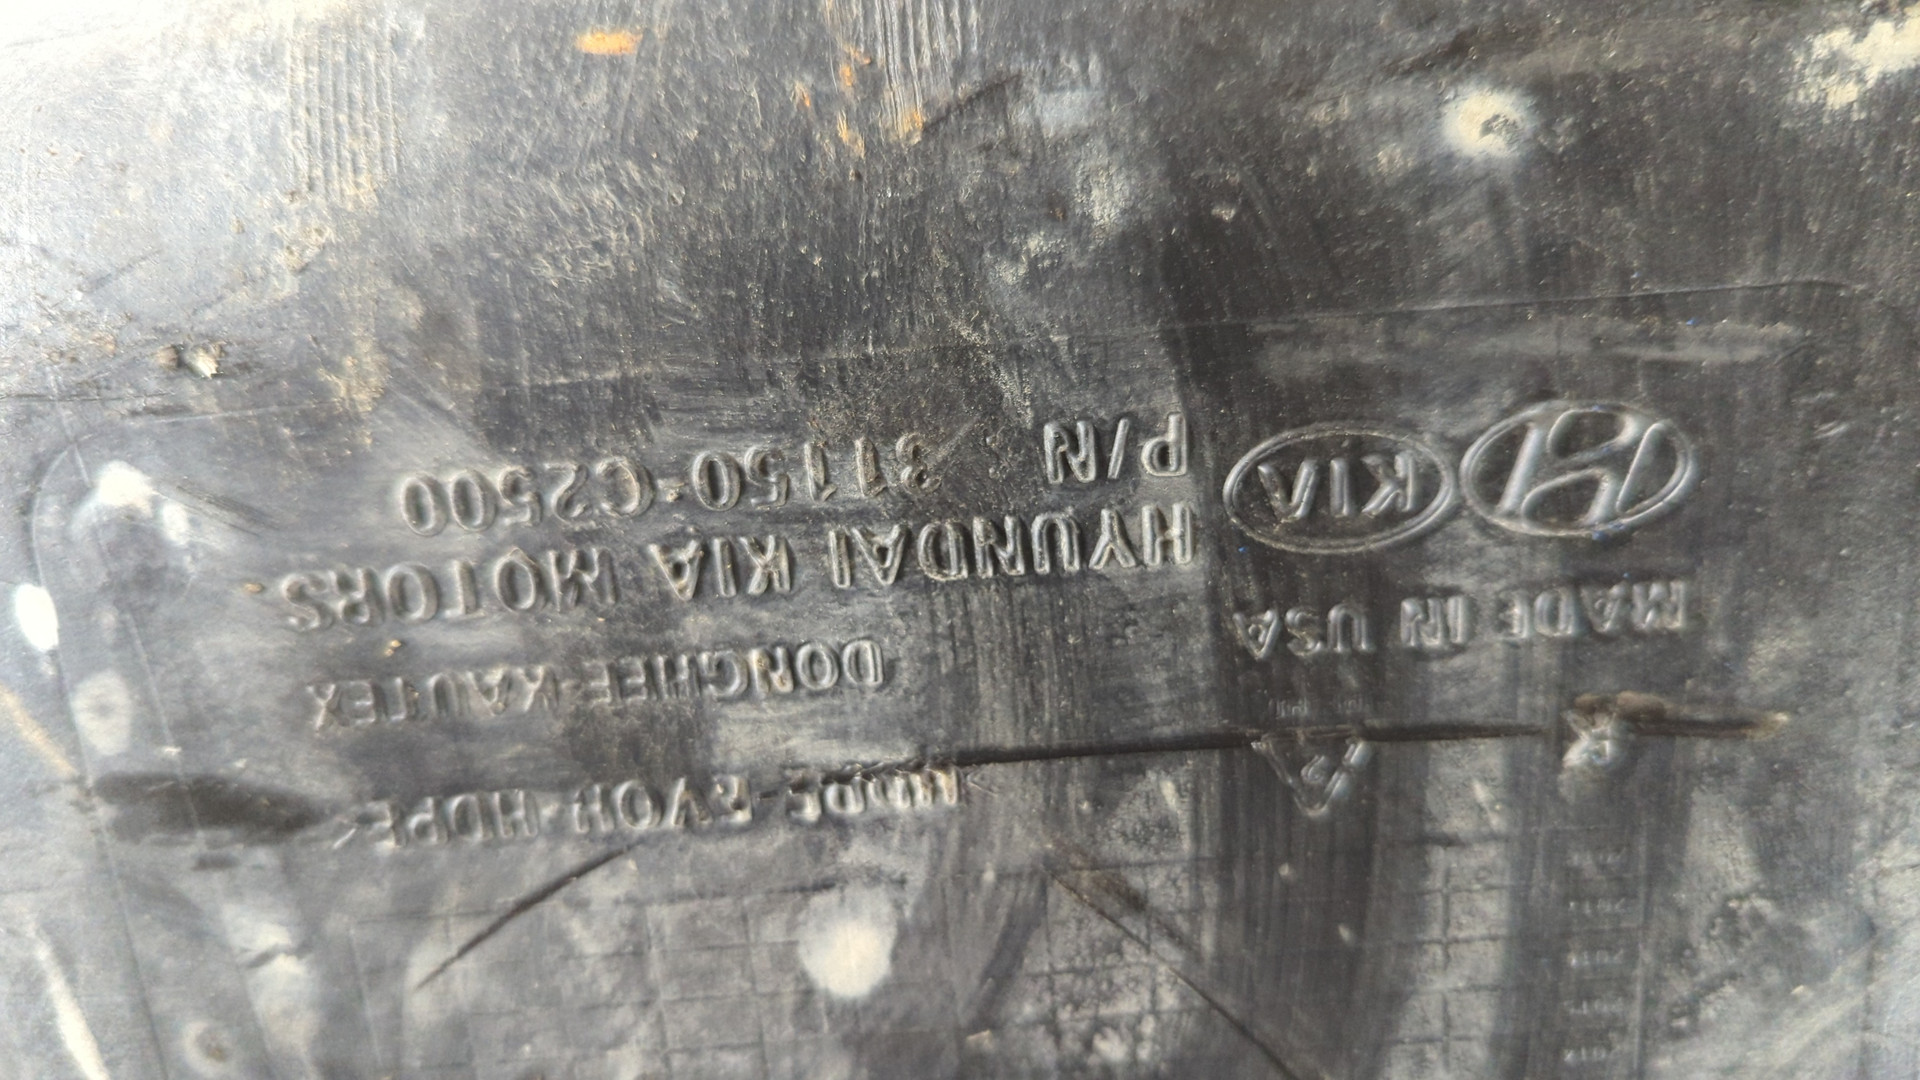 >HDPE-EVOH-HDPE<
DONGHEE-KAUTEX
MADE IN USA
HYUNDAI KIA MOTORS
KIA
P/N 31150-C2500